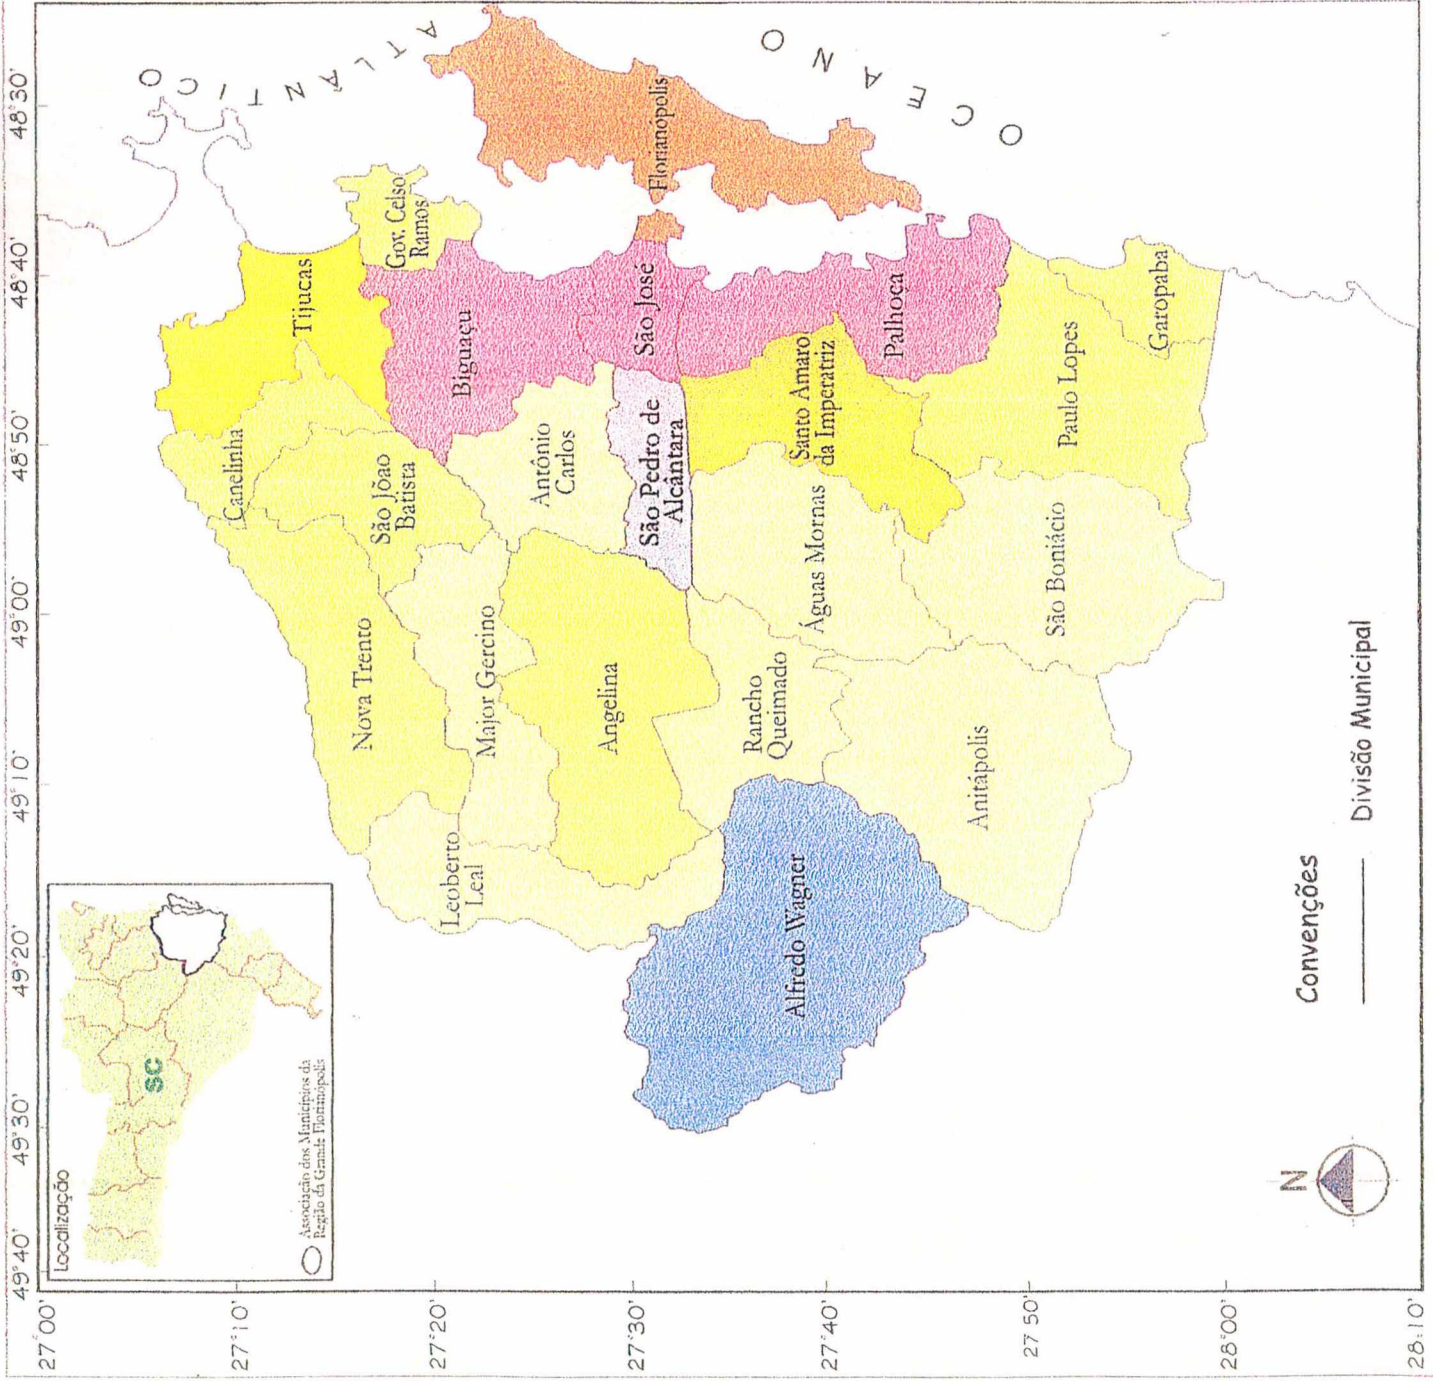 49°40'
49°30'
49°20'
49°10'
49°00'
48°50'
48°40'
48°30'
27°00'
27°10'
27°20'
27°30'
27°40'
27°50'
28°00'
28°10'
Localização
SC
Associação dos Municípios da
Região da Grande Florianópolis
OCEANO
ATLÂNTICO
Tijucas
Canelinha
Gov. Celso
Ramos
São Jõao
Batista
Nova Trento
Biguaçu
Major Gercino
Leoberto
Leal
Antônio
Carlos
Angelina
São José
Florianópolis
São Pedro de
Alcântara
Rancho
Queimado
Santo Amaro
da Imperatriz
Águas Mornas
Alfredo Wagner
Palhoca
Anitápolis
São Boniácio
Paulo Lopes
Garopaba
N
Convenções
Divisão Municipal